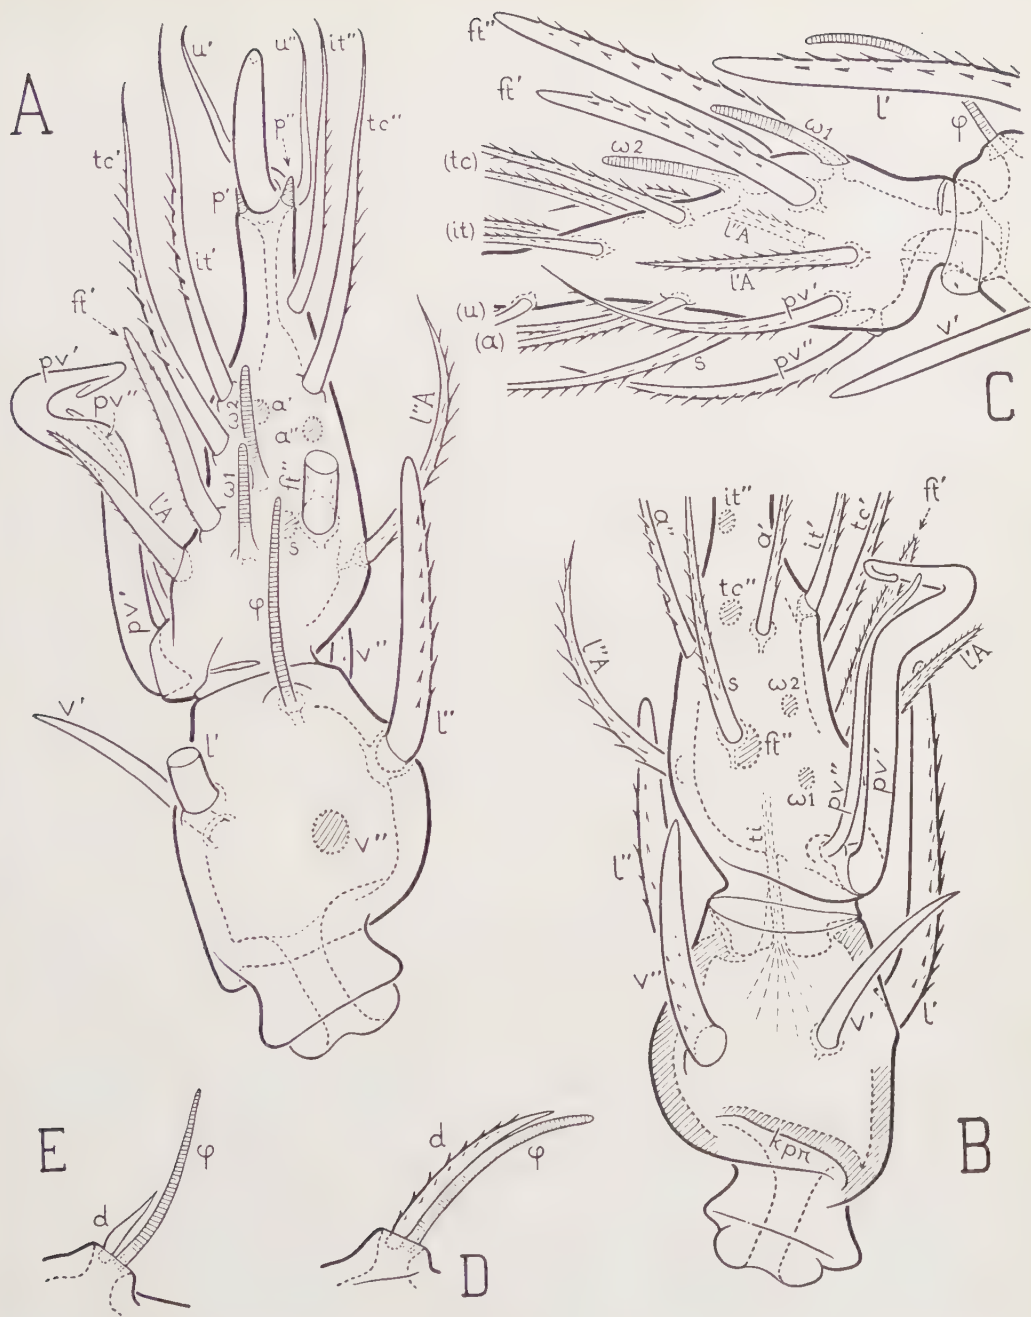 A
u'
u"
it"
p"
tc"
tc'
p'
it'
ft'
pv'
pv"
ω2
a'
a"
l"A
ω1
ft"
l'A
s
φ
pv'
v"
v'
l'
l"
v"
C
ft"
ft'
ω1
l'
φ
ω2
(tc)
l"A
(it)
l'A
pv'
(u)
(a)
s
pv"
v'
B
it"
ft'
a"
a'
it'
tc'
tc"
l"A
l'A
s
ω2
ft"
ω1
pv"
pv'
ti
l"
v"
v'
l'
kpn
E
φ
d
D
d
φ